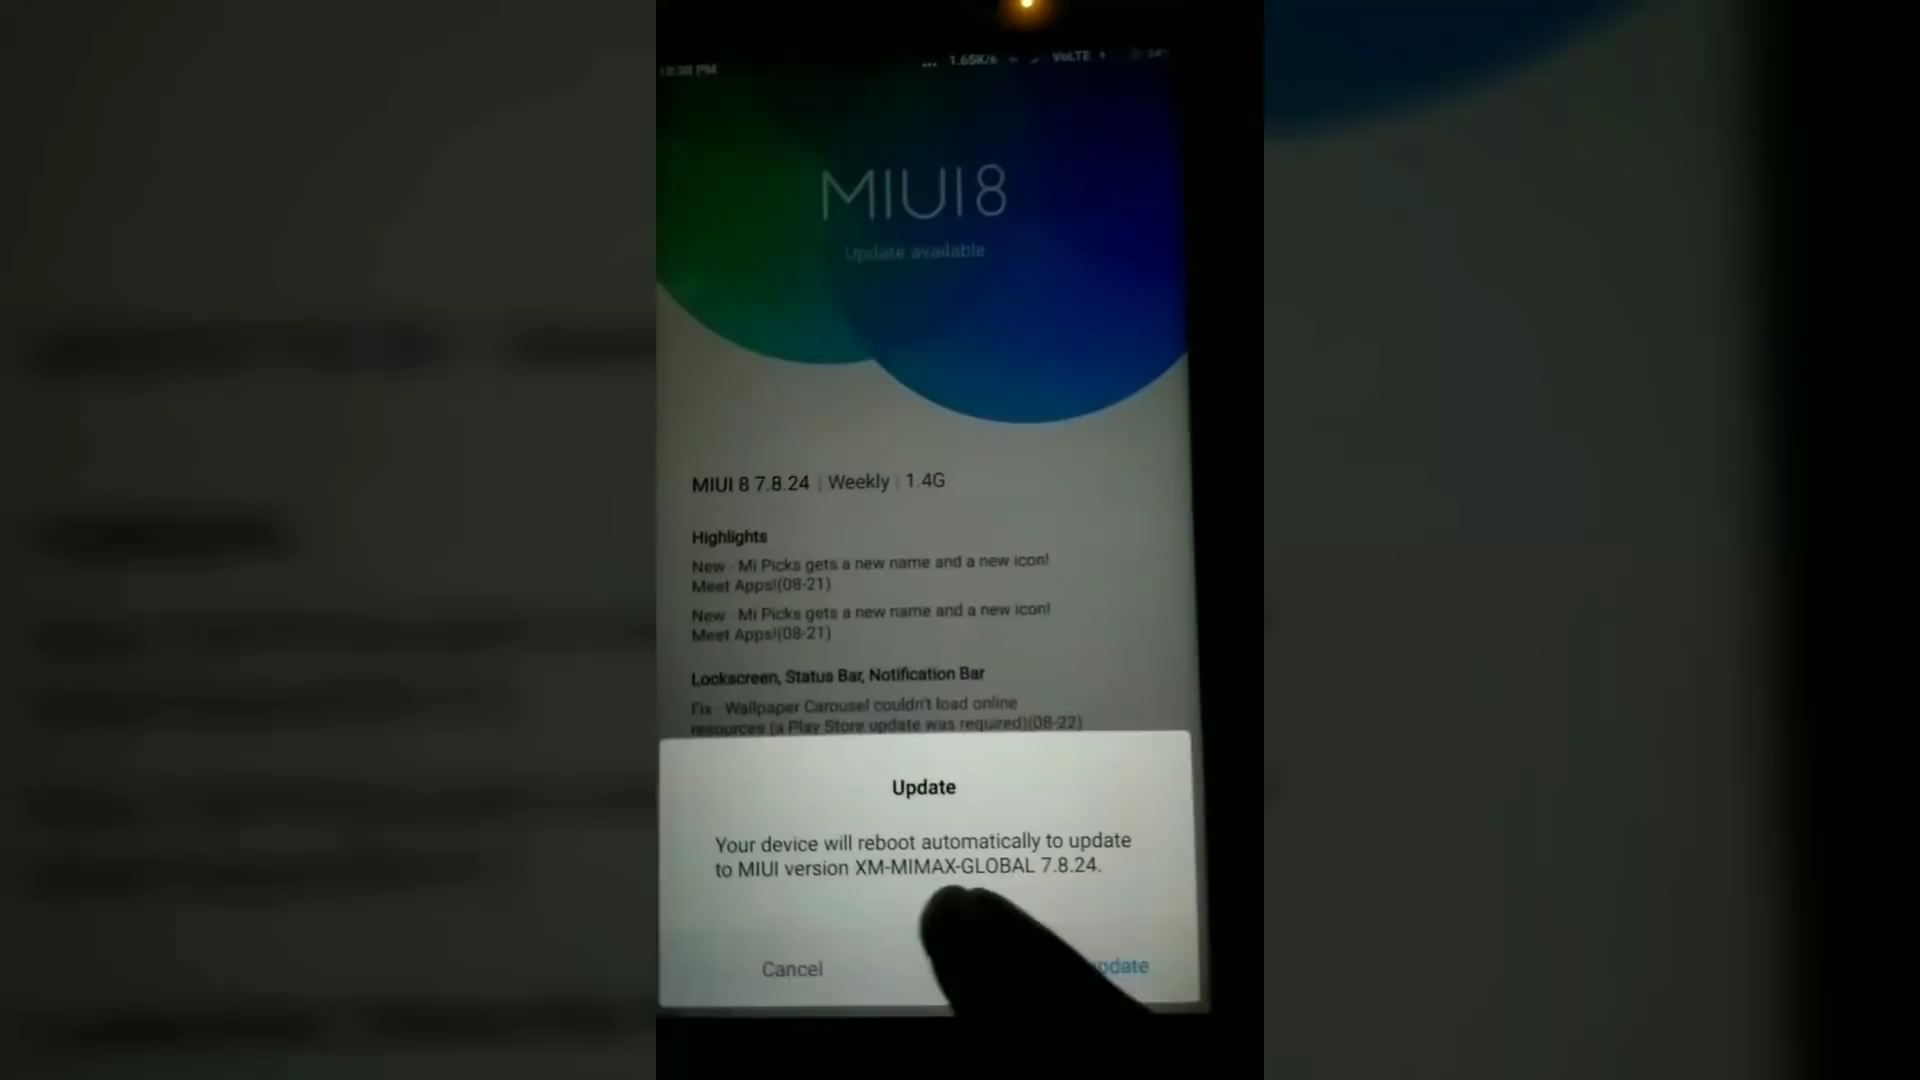 PM ... 1.65K/s VoLTE
MIUI 8
Update available
MIUI 8 7.8.24 | Weekly | 1.4G
Highlights
New - Mi Picks gets a new name and a new icon!
Meet Apps!(08-21)
New - Mi Picks gets a new name and a new icon!
Meet Apps!(08-21)
Lockscreen, Status Bar, Notification Bar
Fix - Wallpaper Carousel couldn't load online
resources (a Play Store update was required)(08-22)
Update
Your device will reboot automatically to update
to MIUI version XM-MIMAX-GLOBAL 7.8.24.
Cancel
pdate